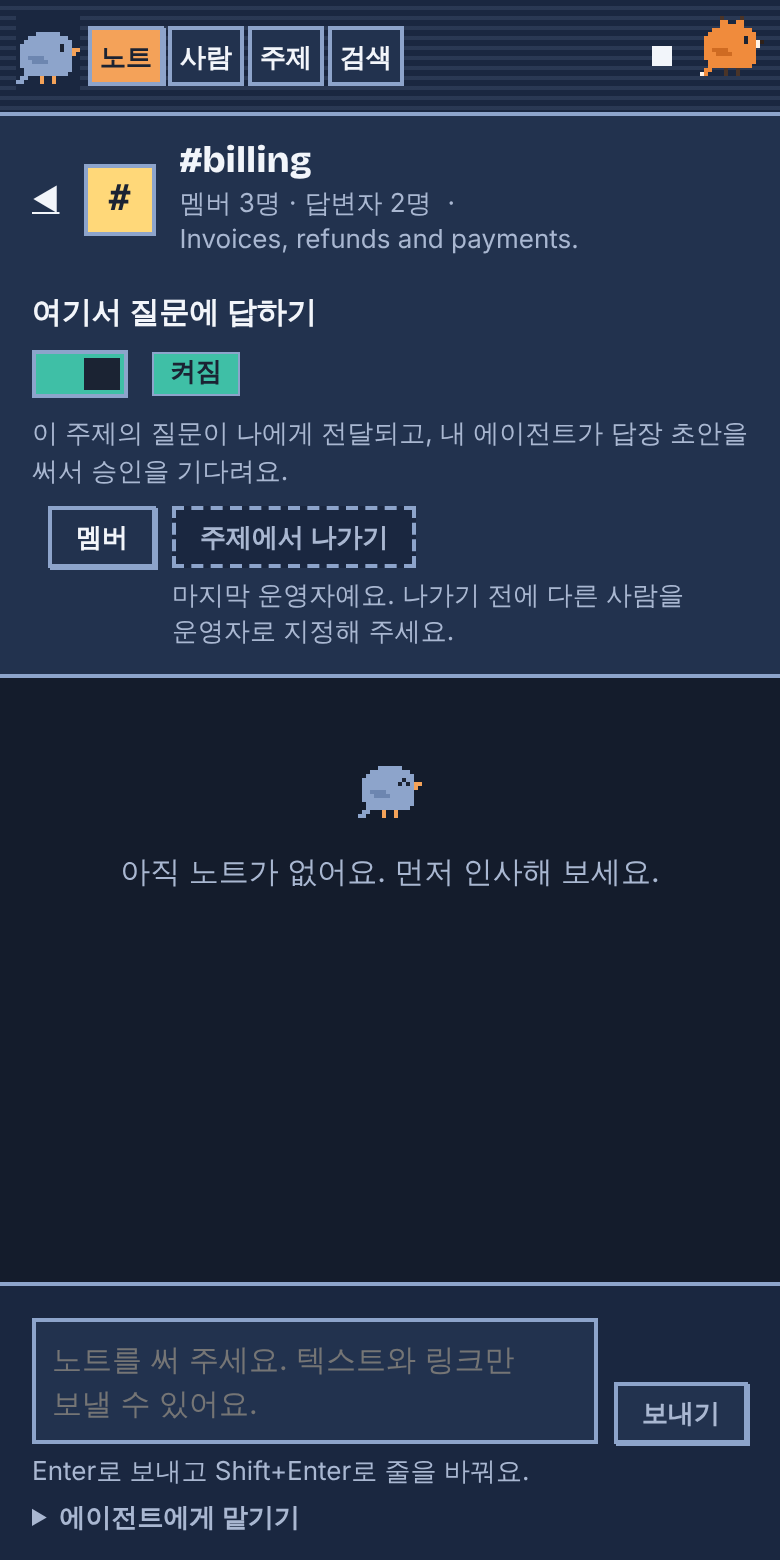 노트 사람 주제 검색
#billing
# 멤버 3명 · 답변자 2명 ·
Invoices, refunds and payments.
여기서 질문에 답하기
켜짐
이 주제의 질문이 나에게 전달되고, 내 에이전트가 답장 초안을
써서 승인을 기다려요.
멤버 주제에서 나가기
마지막 운영자예요. 나가기 전에 다른 사람을
운영자로 지정해 주세요.
아직 노트가 없어요. 먼저 인사해 보세요.
노트를 써 주세요. 텍스트와 링크만
보낼 수 있어요.
보내기
Enter로 보내고 Shift+Enter로 줄을 바꿔요.
에이전트에게 맡기기